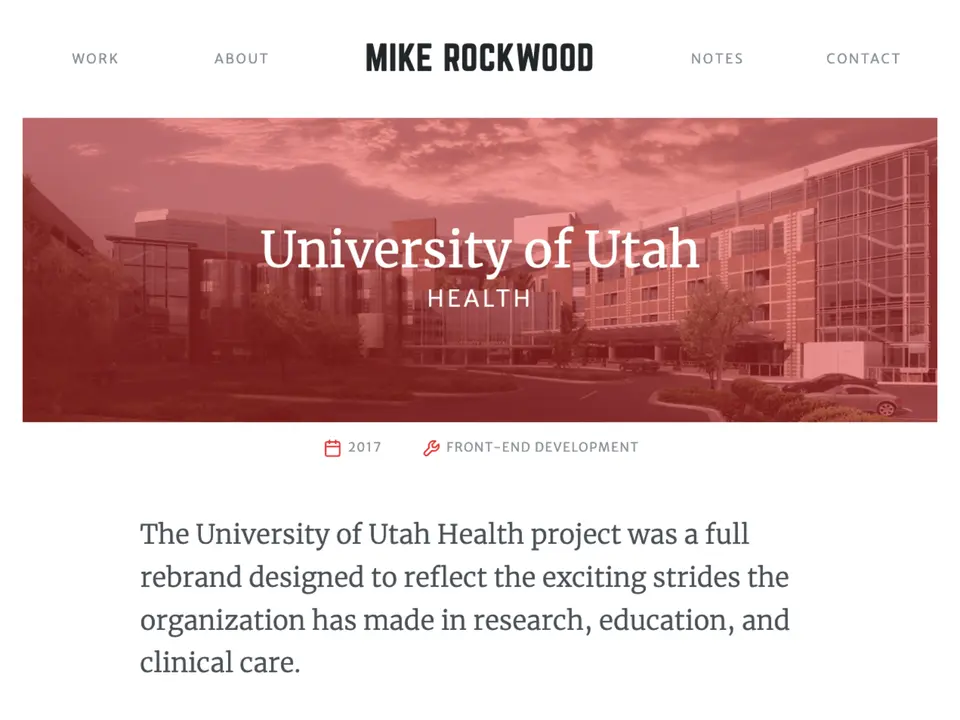 WORK
ABOUT
MIKE ROCKWOOD
NOTES
CONTACT
University of Utah
HEALTH
2017
FRONT-END DEVELOPMENT
The University of Utah Health project was a full
rebrand designed to reflect the exciting strides the
organization has made in research, education, and
clinical care.